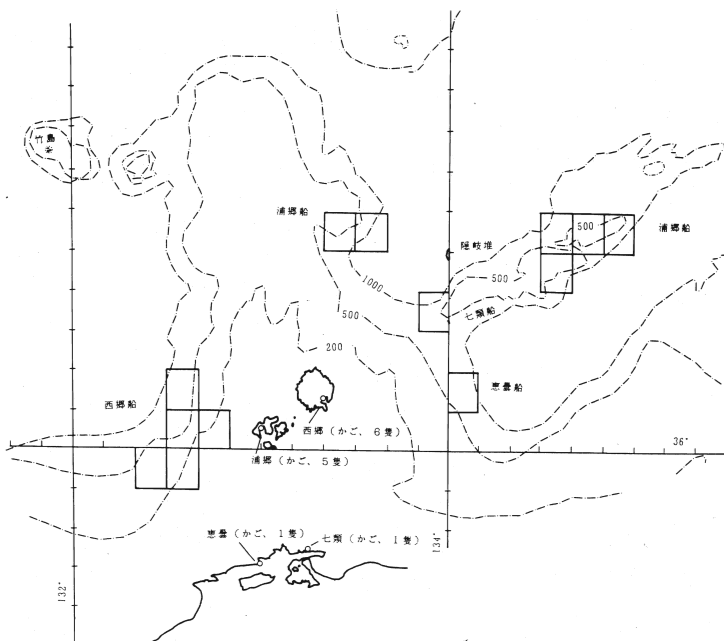 竹島
浦郷船
隠岐堆
500
浦郷船
1000
500
500
七類船
200
恵曇船
西郷船
西郷(かご、6隻)
36°
浦郷(かご、5隻)
恵曇(かご、1隻)
七類(かご、1隻)
134°
132°